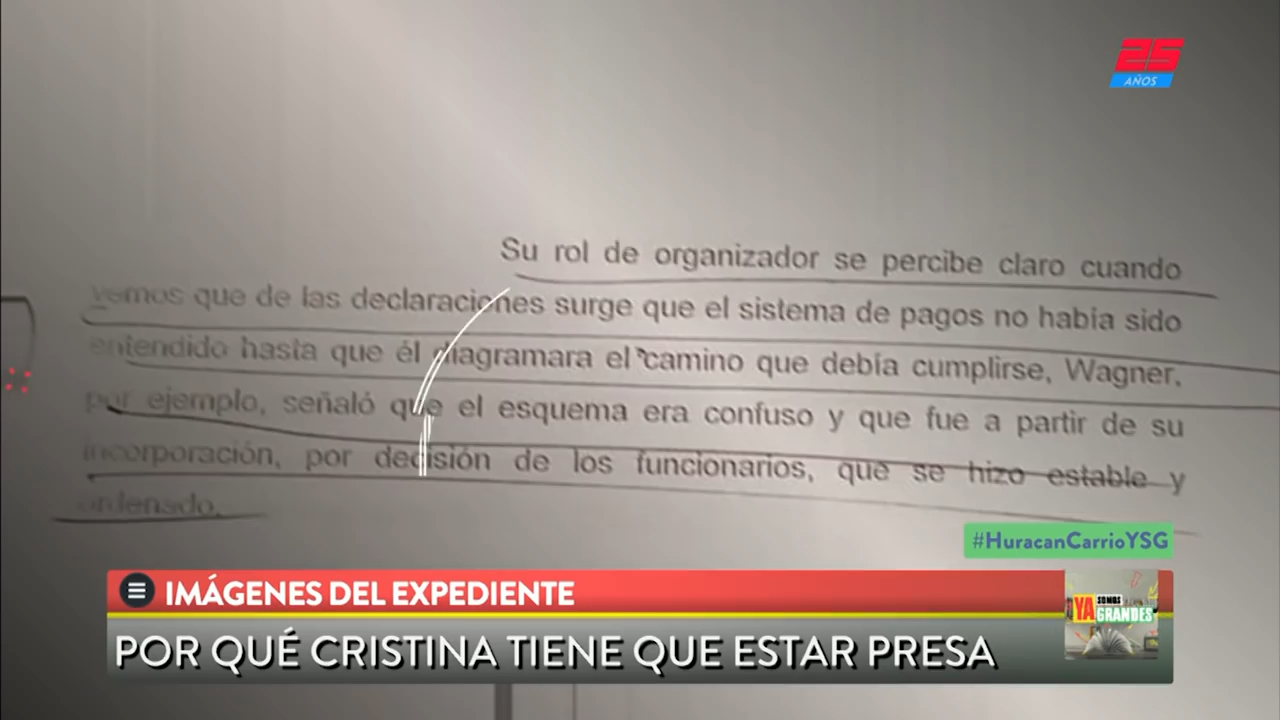 25
AÑOS
Su rol de organizador se percibe claro cuando
vemos que de las declaraciones surge que el sistema de pagos no había sido
entendido hasta que él diagramara el camino que debía cumplirse, Wagner,
por ejemplo, señaló que el esquema era confuso y que fue a partir de su
incorporación, por decisión de los funcionarios, que se hizo estable y
ordenado.
#HuracanCarrioYSG
IMÁGENES DEL EXPEDIENTE
YA SOMOS GRANDES
POR QUÉ CRISTINA TIENE QUE ESTAR PRESA